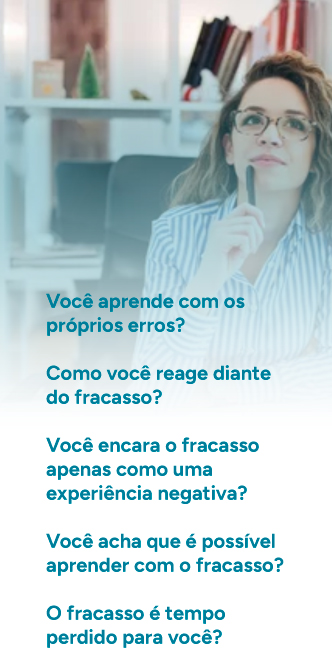 Você aprende com os
próprios erros?
Como você reage diante
do fracasso?
Você encara o fracasso
apenas como uma
experiência negativa?
Você acha que é possível
aprender com o fracasso?
O fracasso é tempo
perdido para você?